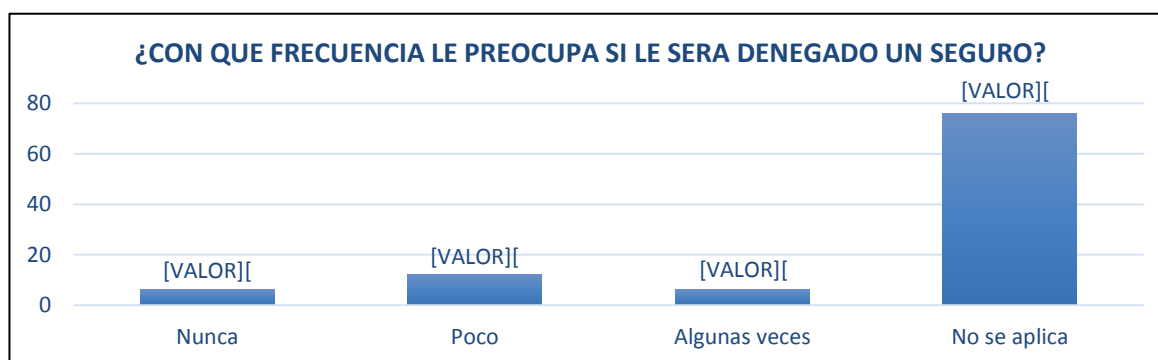 ¿CON QUE FRECUENCIA LE PREOCUPA SI LE SERA DENEGADO UN SEGURO?
80
60
40
20
0
[VALOR][
[VALOR][
[VALOR][
[VALOR][
Nunca
Poco
Algunas veces
No se aplica